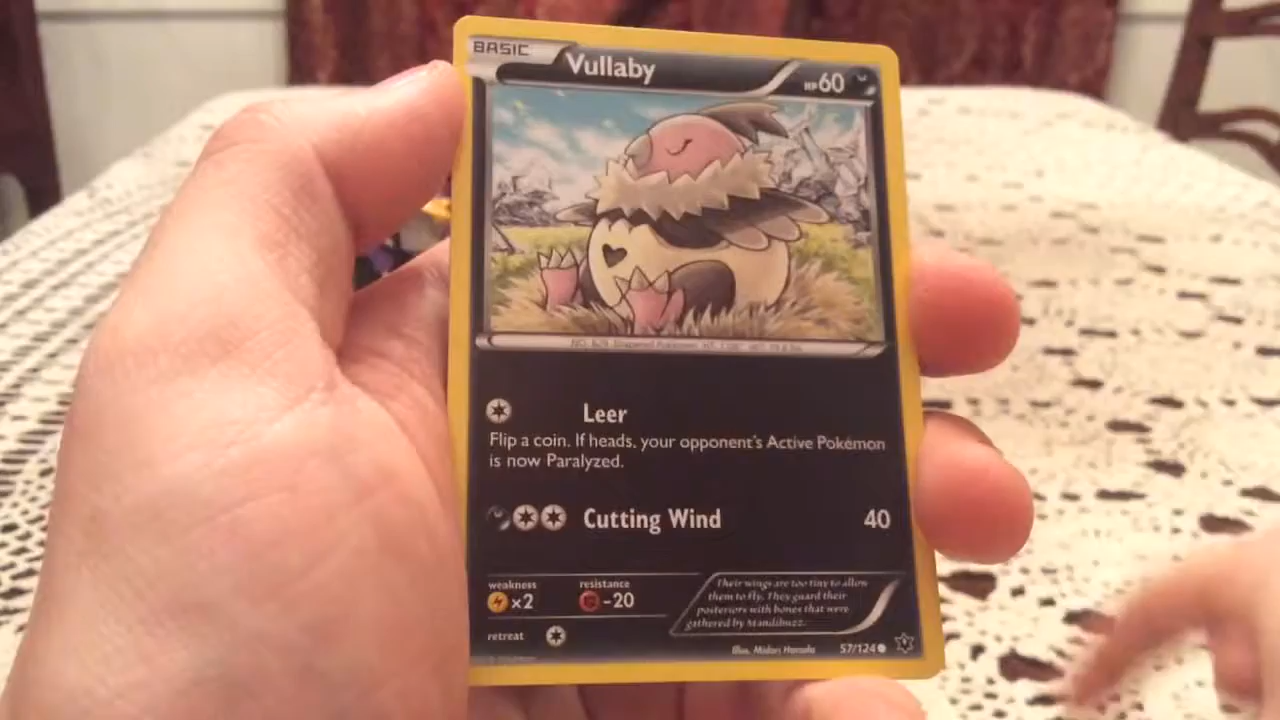 BASIC
Vullaby
HP60
Leer
Flip a coin. If heads, your opponent's Active Pokémon
is now Paralyzed.
Cutting Wind 40
weakness resistance
×2 -20
retreat
Their wings are too tiny to allow
them to fly. They guard their
posteriors with bones that were
gathered by Mandibuzz.
Illus. Midori Harada 57/124